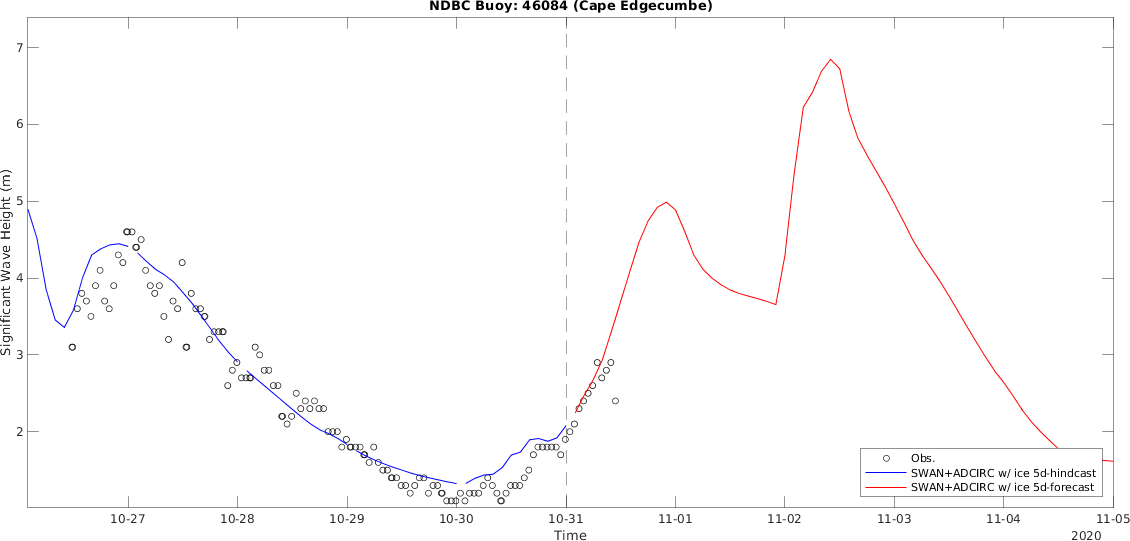 NDBC Buoy: 46084 (Cape Edgecumbe)
7
6
5
4
3
2
Significant Wave Height (m)
Obs.
SWAN+ADCIRC w/ ice 5d-hindcast
SWAN+ADCIRC w/ ice 5d-forecast
10-27 10-28 10-29 10-30 10-31 11-01 11-02 11-03 11-04 11-05
Time
2020